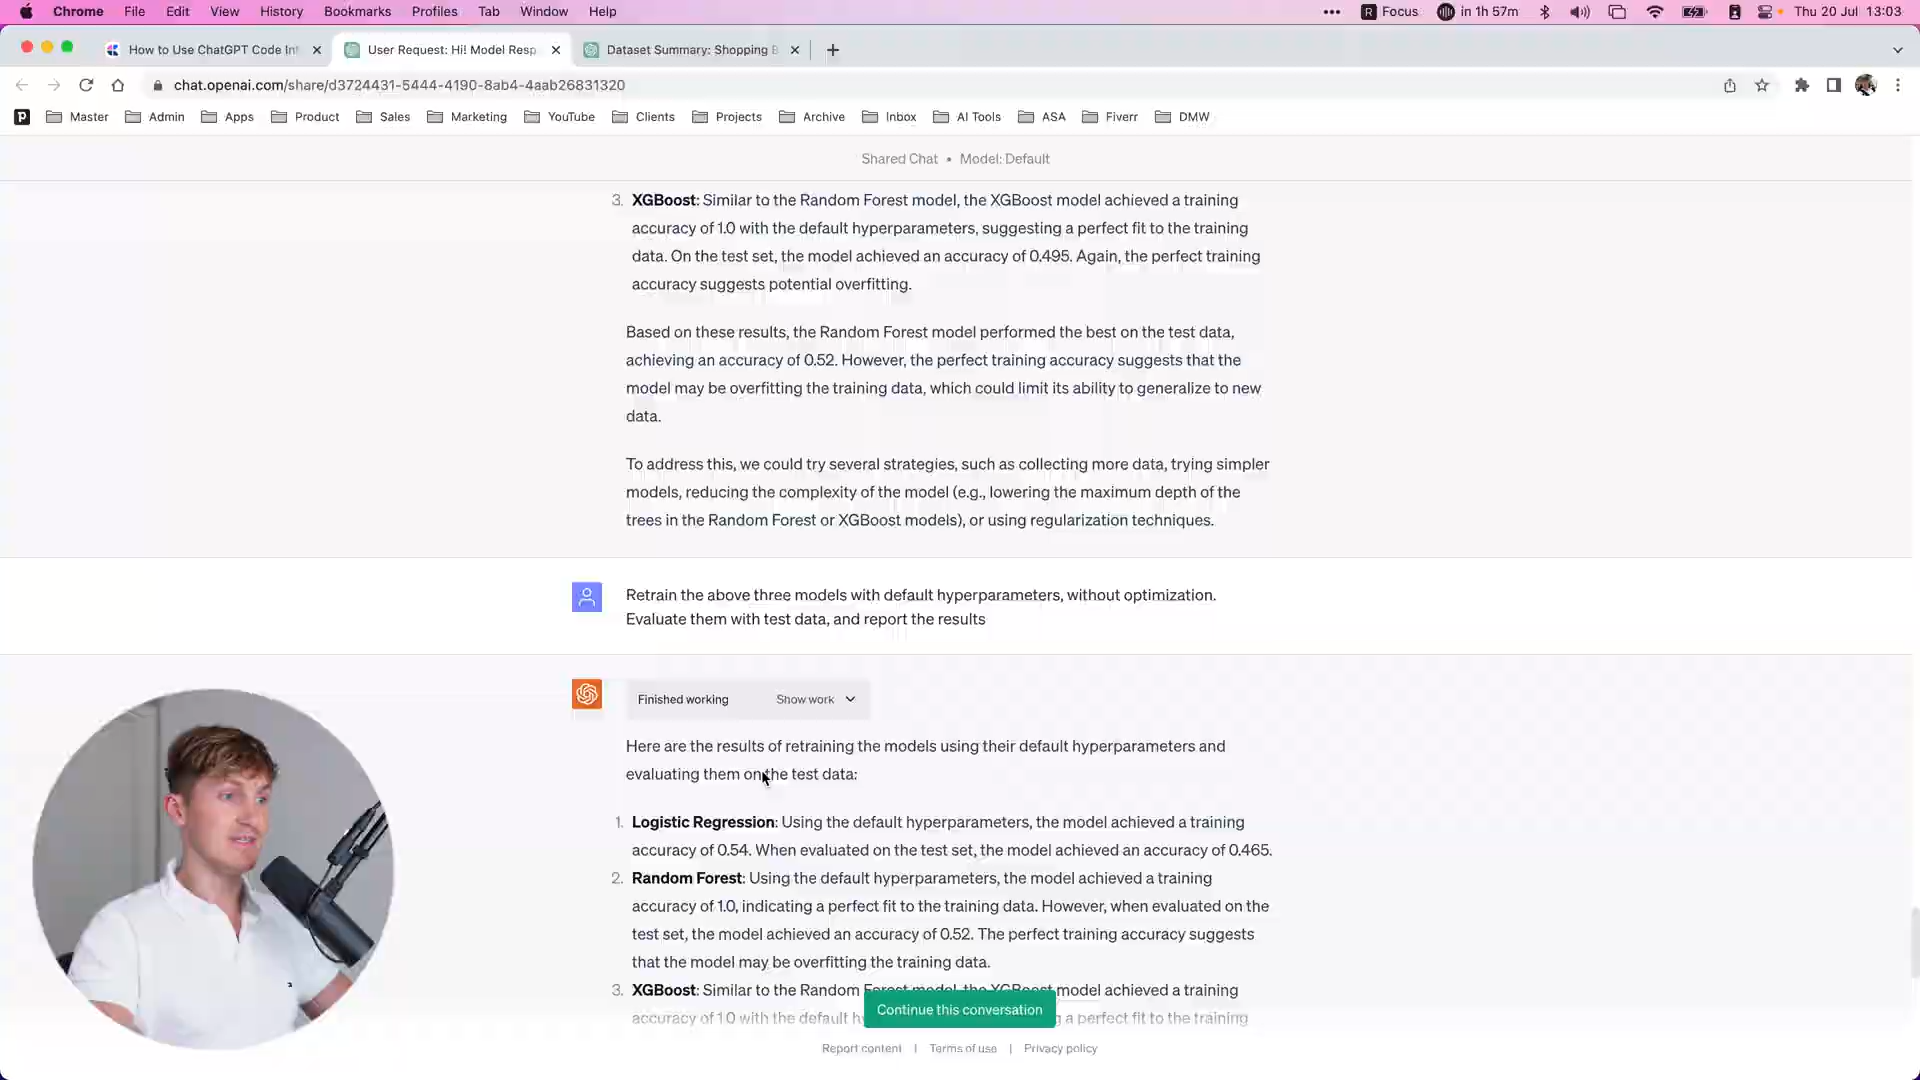 Chrome File Edit View History Bookmarks Profiles Tab Window Help ••• R Focus in 1h 57m Thu 20 Jul 13:03
How to Use ChatGPT Code Int
User Request: Hi! Model Resp
Dataset Summary: Shopping B
chat.openai.com/share/d3724431-5444-4190-8ab4-4aab26831320
Master Admin Apps Product Sales Marketing YouTube Clients Projects Archive Inbox AI Tools ASA Fiverr DMW
Shared Chat • Model: Default
3. XGBoost: Similar to the Random Forest model, the XGBoost model achieved a training
accuracy of 1.0 with the default hyperparameters, suggesting a perfect fit to the training
data. On the test set, the model achieved an accuracy of 0.495. Again, the perfect training
accuracy suggests potential overfitting.
Based on these results, the Random Forest model performed the best on the test data,
achieving an accuracy of 0.52. However, the perfect training accuracy suggests that the
model may be overfitting the training data, which could limit its ability to generalize to new
data.
To address this, we could try several strategies, such as collecting more data, trying simpler
models, reducing the complexity of the model (e.g., lowering the maximum depth of the
trees in the Random Forest or XGBoost models), or using regularization techniques.
Retrain the above three models with default hyperparameters, without optimization.
Evaluate them with test data, and report the results
Finished working Show work
Here are the results of retraining the models using their default hyperparameters and
evaluating them on the test data:
1. Logistic Regression: Using the default hyperparameters, the model achieved a training
accuracy of 0.54. When evaluated on the test set, the model achieved an accuracy of 0.465.
2. Random Forest: Using the default hyperparameters, the model achieved a training
accuracy of 1.0, indicating a perfect fit to the training data. However, when evaluated on the
test set, the model achieved an accuracy of 0.52. The perfect training accuracy suggests
that the model may be overfitting the training data.
3. XGBoost: Similar to the Random Forest model, the XGBoost model achieved a training
accuracy of 1.0 with the default h g a perfect fit to the training
Continue this conversation
Report content | Terms of use | Privacy policy